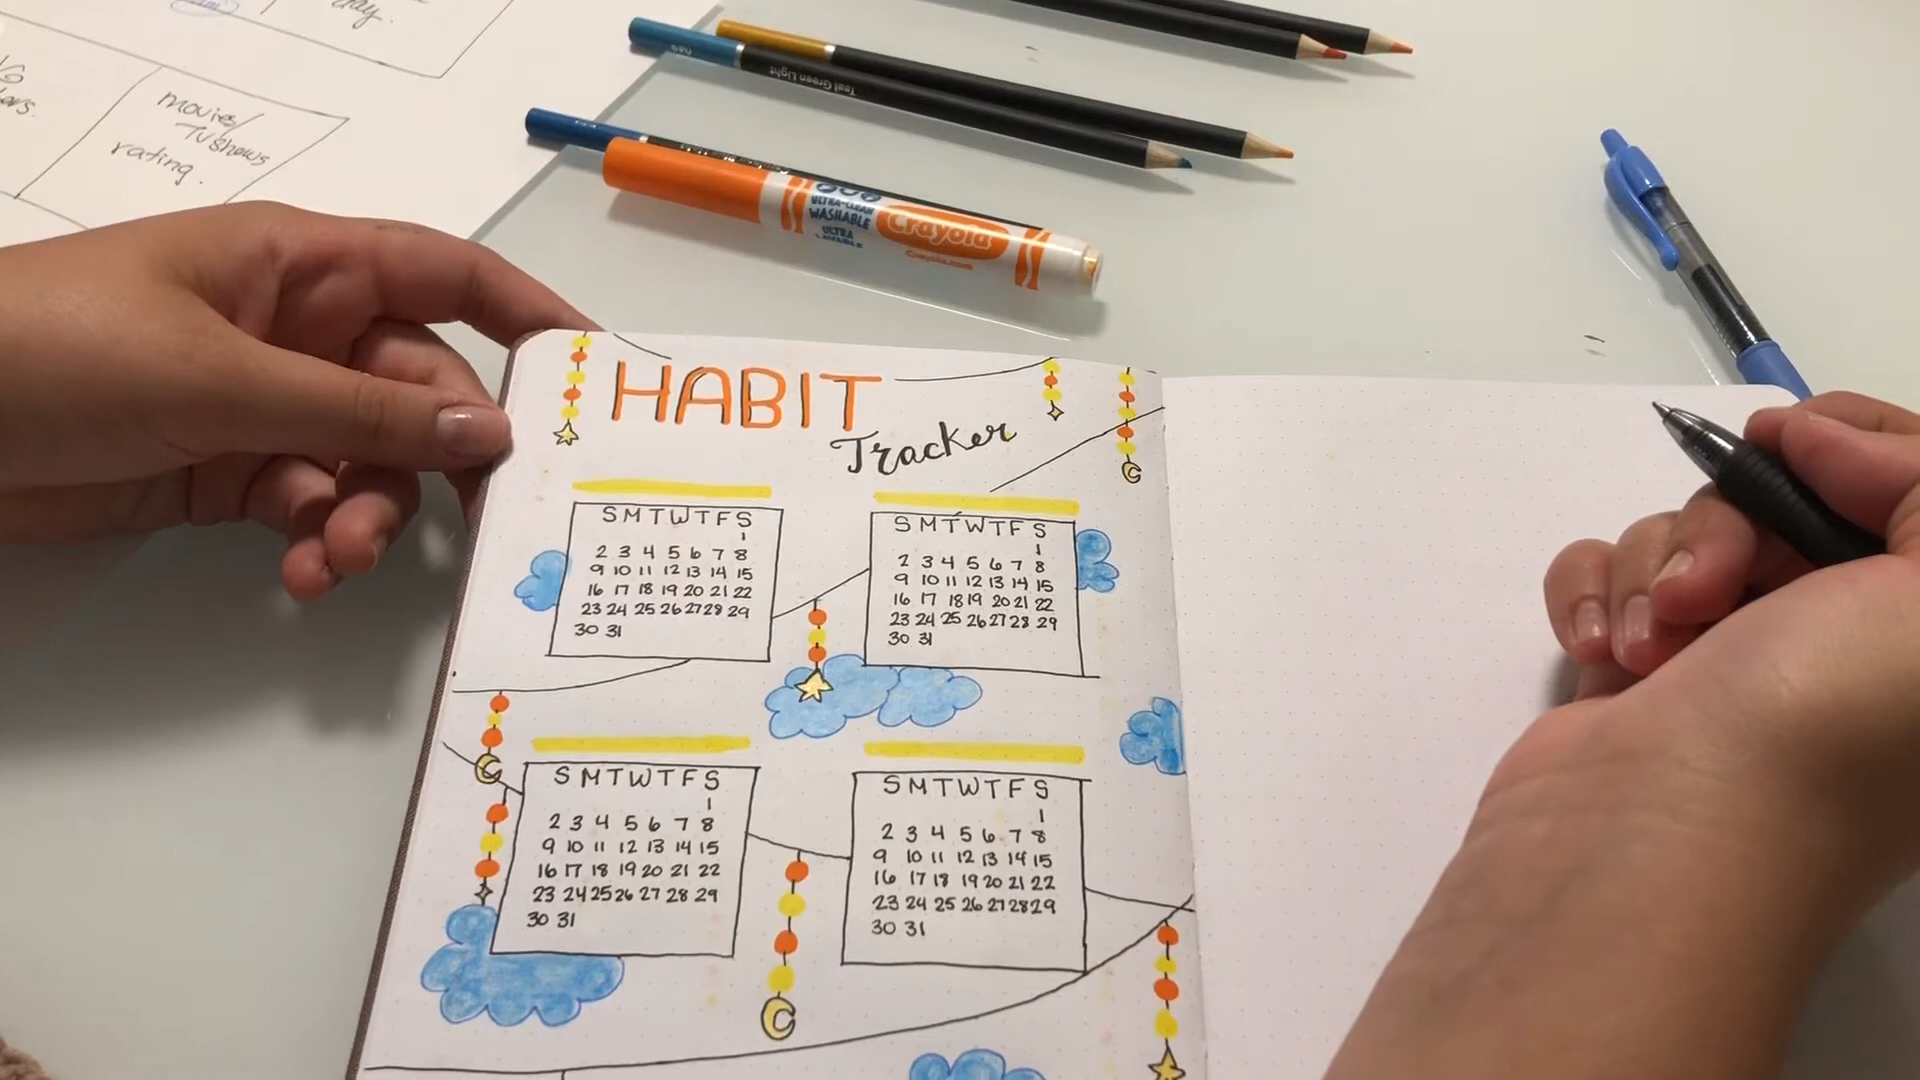 day.
movies/
TV shows
rating.
089
Teal Green Light
ULTRA-CLEAN
WASHABLE
ULTRA
LAVABLE
Crayola
Crayola.com
HABIT
Tracker
S M T W T F S
1
2 3 4 5 6 7 8
9 10 11 12 13 14 15
16 17 18 19 20 21 22
23 24 25 26 27 28 29
30 31
S M T W T F S
1
2 3 4 5 6 7 8
9 10 11 12 13 14 15
16 17 18 19 20 21 22
23 24 25 26 27 28 29
30 31
S M T W T F S
1
2 3 4 5 6 7 8
9 10 11 12 13 14 15
16 17 18 19 20 21 22
23 24 25 26 27 28 29
30 31
S M T W T F S
1
2 3 4 5 6 7 8
9 10 11 12 13 14 15
16 17 18 19 20 21 22
23 24 25 26 27 28 29
30 31